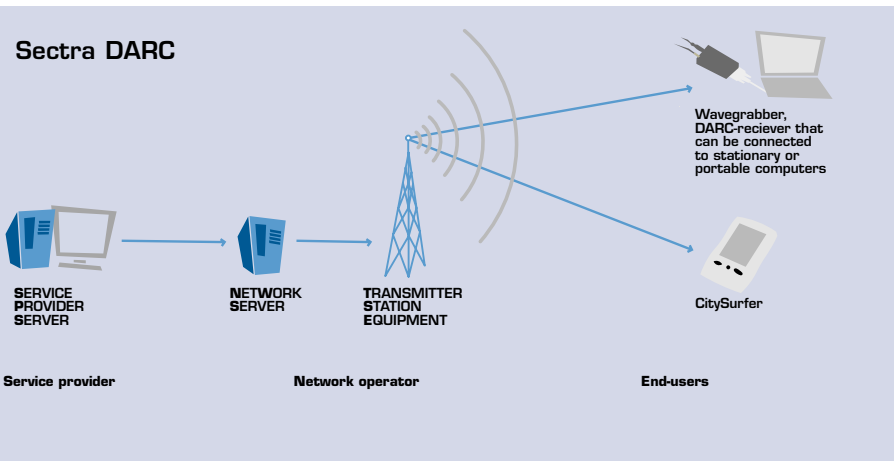 Sectra DARC
Wavegrabber,
DARC-reciever that
can be connected
to stationary or
portable computers
SERVICE
PROVIDER
SERVER
NETWORK
SERVER
TRANSMITTER
STATION
EQUIPMENT
CitySurfer
Service provider
Network operator
End-users